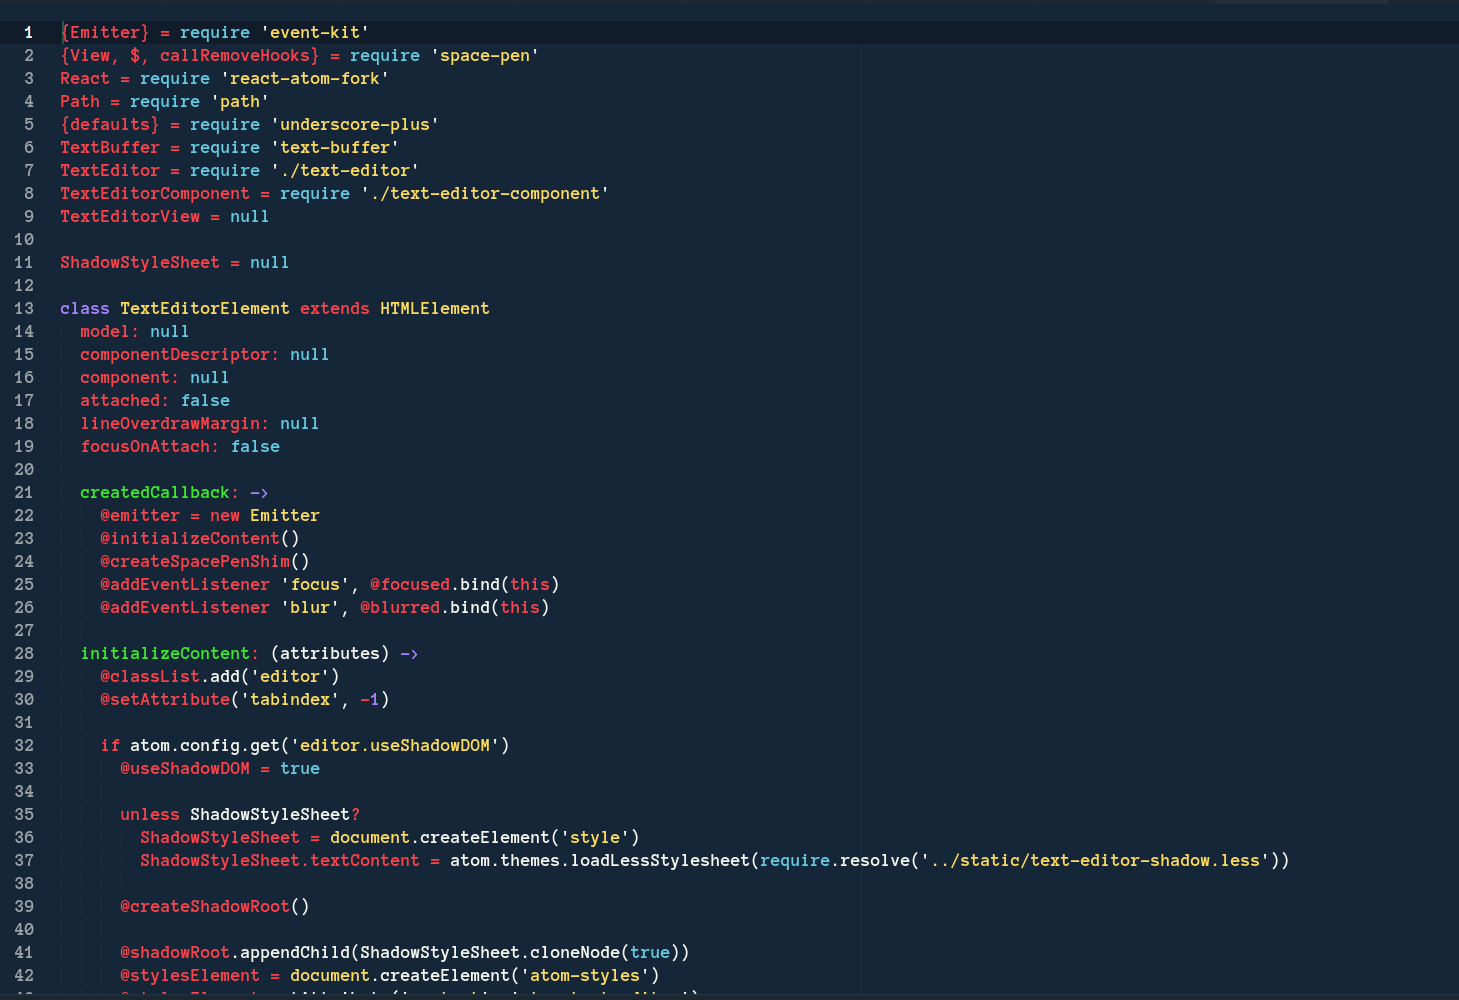 1 {Emitter} = require 'event-kit'
2 {View, $, callRemoveHooks} = require 'space-pen'
3 React = require 'react-atom-fork'
4 Path = require 'path'
5 {defaults} = require 'underscore-plus'
6 TextBuffer = require 'text-buffer'
7 TextEditor = require './text-editor'
8 TextEditorComponent = require './text-editor-component'
9 TextEditorView = null
10
11 ShadowStyleSheet = null
12
13 class TextEditorElement extends HTMLElement
14   model: null
15   componentDescriptor: null
16   component: null
17   attached: false
18   lineOverdrawMargin: null
19   focusOnAttach: false
20
21   createdCallback: ->
22     @emitter = new Emitter
23     @initializeContent()
24     @createSpacePenShim()
25     @addEventListener 'focus', @focused.bind(this)
26     @addEventListener 'blur', @blurred.bind(this)
27
28   initializeContent: (attributes) ->
29     @classList.add('editor')
30     @setAttribute('tabindex', -1)
31
32     if atom.config.get('editor.useShadowDOM')
33       @useShadowDOM = true
34
35       unless ShadowStyleSheet?
36         ShadowStyleSheet = document.createElement('style')
37         ShadowStyleSheet.textContent = atom.themes.loadLessStylesheet(require.resolve('../static/text-editor-shadow.less'))
38
39       @createShadowRoot()
40
41       @shadowRoot.appendChild(ShadowStyleSheet.cloneNode(true))
42       @stylesElement = document.createElement('atom-styles')